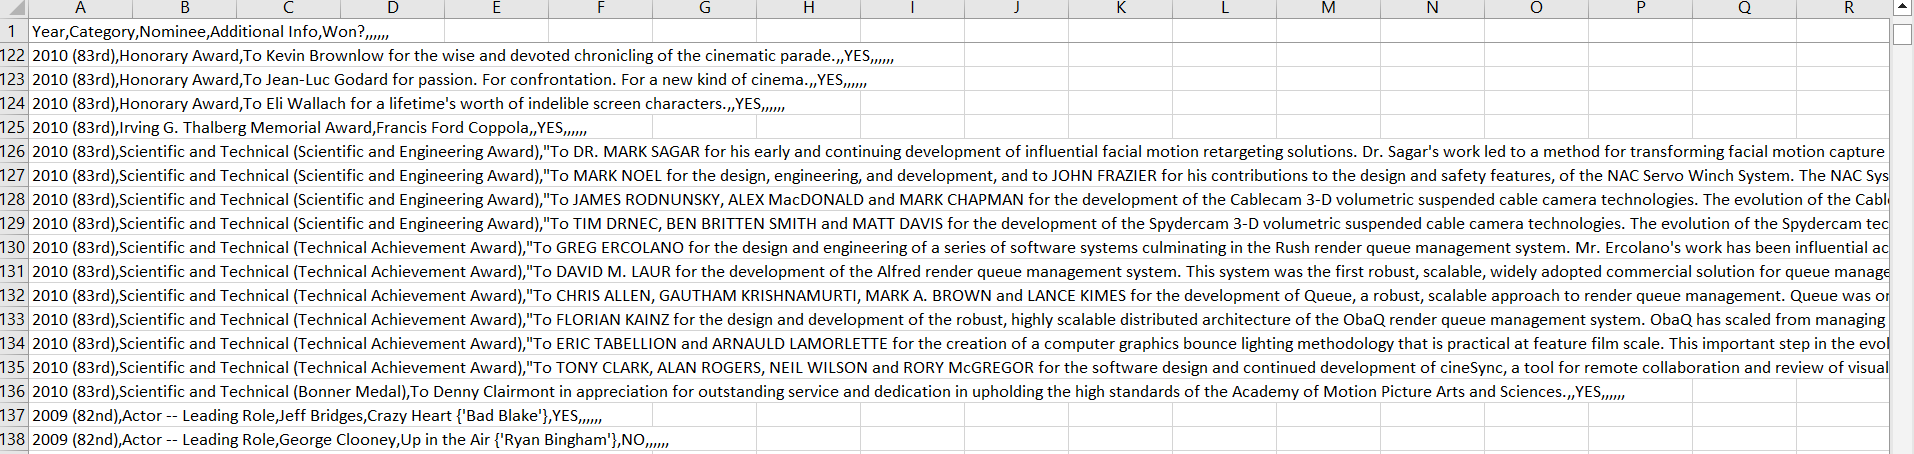 A B C D E F G H I J K L M N O P Q R
1 Year,Category,Nominee,Additional Info,Won?,,,,,,
122 2010 (83rd),Honorary Award,To Kevin Brownlow for the wise and devoted chronicling of the cinematic parade.,,YES,,,,,,
123 2010 (83rd),Honorary Award,To Jean-Luc Godard for passion. For confrontation. For a new kind of cinema.,,YES,,,,,,
124 2010 (83rd),Honorary Award,To Eli Wallach for a lifetime's worth of indelible screen characters.,,YES,,,,,,
125 2010 (83rd),Irving G. Thalberg Memorial Award,Francis Ford Coppola,,YES,,,,,,
126 2010 (83rd),Scientific and Technical (Scientific and Engineering Award),"To DR. MARK SAGAR for his early and continuing development of influential facial motion retargeting solutions. Dr. Sagar's work led to a method for transforming facial motion capture
127 2010 (83rd),Scientific and Technical (Scientific and Engineering Award),"To MARK NOEL for the design, engineering, and development, and to JOHN FRAZIER for his contributions to the design and safety features, of the NAC Servo Winch System. The NAC Sys
128 2010 (83rd),Scientific and Technical (Scientific and Engineering Award),"To JAMES RODNUNSKY, ALEX MacDONALD and MARK CHAPMAN for the development of the Cablecam 3-D volumetric suspended cable camera technologies. The evolution of the Cabl
129 2010 (83rd),Scientific and Technical (Scientific and Engineering Award),"To TIM DRNEC, BEN BRITTEN SMITH and MATT DAVIS for the development of the Spydercam 3-D volumetric suspended cable camera technologies. The evolution of the Spydercam tec
130 2010 (83rd),Scientific and Technical (Technical Achievement Award),"To GREG ERCOLANO for the design and engineering of a series of software systems culminating in the Rush render queue management system. Mr. Ercolano's work has been influential ac
131 2010 (83rd),Scientific and Technical (Technical Achievement Award),"To DAVID M. LAUR for the development of the Alfred render queue management system. This system was the first robust, scalable, widely adopted commercial solution for queue manage
132 2010 (83rd),Scientific and Technical (Technical Achievement Award),"To CHRIS ALLEN, GAUTHAM KRISHNAMURTI, MARK A. BROWN and LANCE KIMES for the development of Queue, a robust, scalable approach to render queue management. Queue was or
133 2010 (83rd),Scientific and Technical (Technical Achievement Award),"To FLORIAN KAINZ for the design and development of the robust, highly scalable distributed architecture of the ObaQ render queue management system. ObaQ has scaled from managing
134 2010 (83rd),Scientific and Technical (Technical Achievement Award),"To ERIC TABELLION and ARNAULD LAMORLETTE for the creation of a computer graphics bounce lighting methodology that is practical at feature film scale. This important step in the evol
135 2010 (83rd),Scientific and Technical (Technical Achievement Award),"To TONY CLARK, ALAN ROGERS, NEIL WILSON and RORY McGREGOR for the software design and continued development of cineSync, a tool for remote collaboration and review of visual
136 2010 (83rd),Scientific and Technical (Bonner Medal),To Denny Clairmont in appreciation for outstanding service and dedication in upholding the high standards of the Academy of Motion Picture Arts and Sciences.,,YES,,,,,,
137 2009 (82nd),Actor -- Leading Role,Jeff Bridges,Crazy Heart {'Bad Blake'},YES,,,,,,
138 2009 (82nd),Actor -- Leading Role,George Clooney,Up in the Air {'Ryan Bingham'},NO,,,,,,